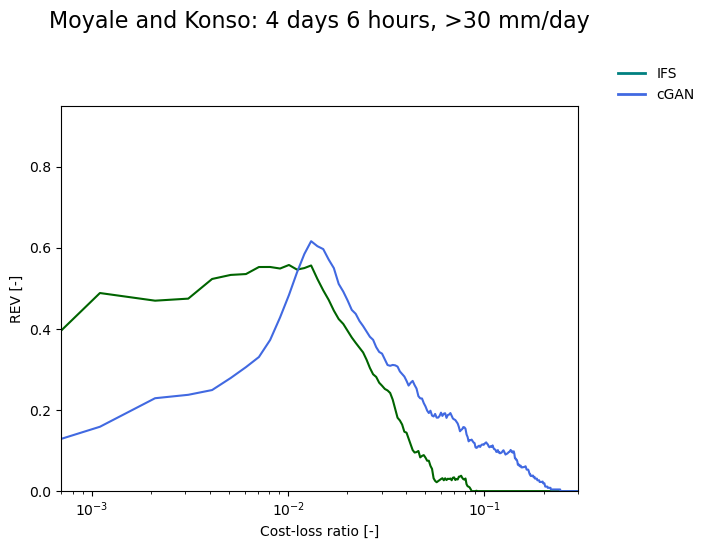 Moyale and Konso: 4 days 6 hours, >30 mm/day
IFS
cGAN
0.8
0.6
0.4
0.2
0.0
REV [-]
10⁻³
10⁻²
10⁻¹
Cost-loss ratio [-]